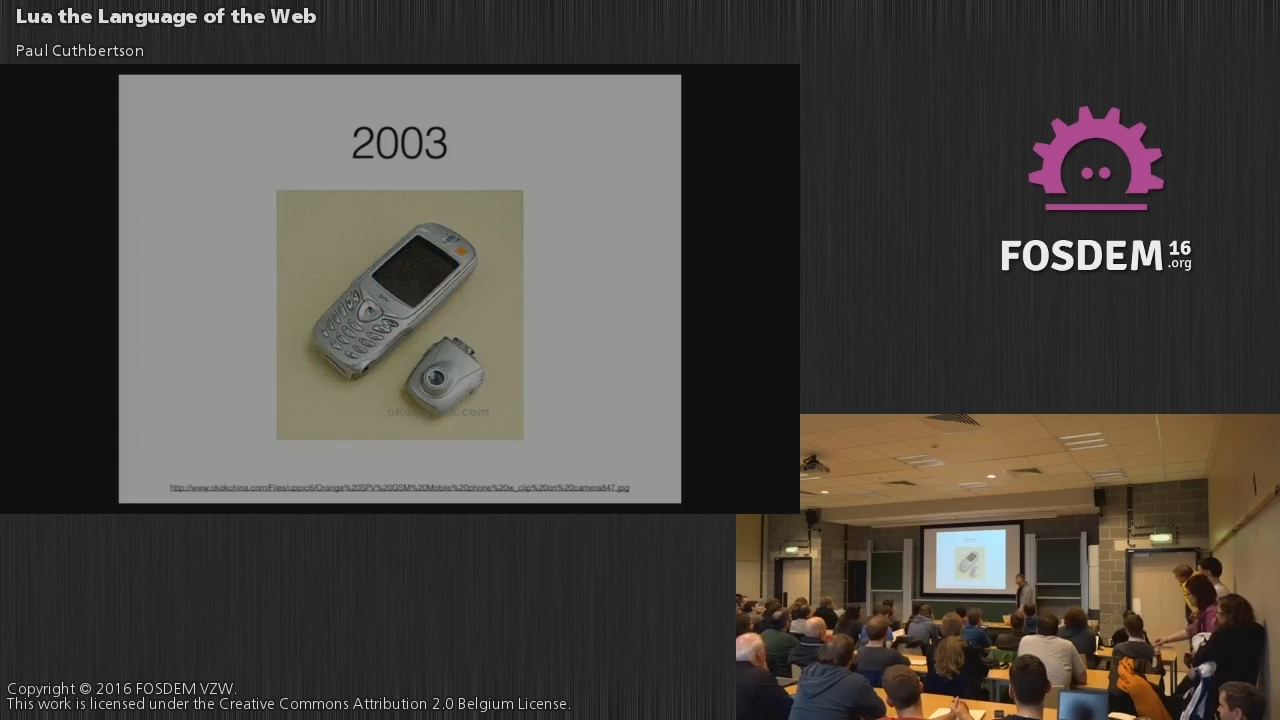 Lua the Language of the Web
Paul Cuthbertson
2003
http://www.okokchina.com/Files/uppic6/Orange%20SPV%20GSM%20Mobile%20phone%20w_clip%20on%20camera847.jpg
FOSDEM 16
.org
Copyright © 2016 FOSDEM VZW.
This work is licensed under the Creative Commons Attribution 2.0 Belgium License.